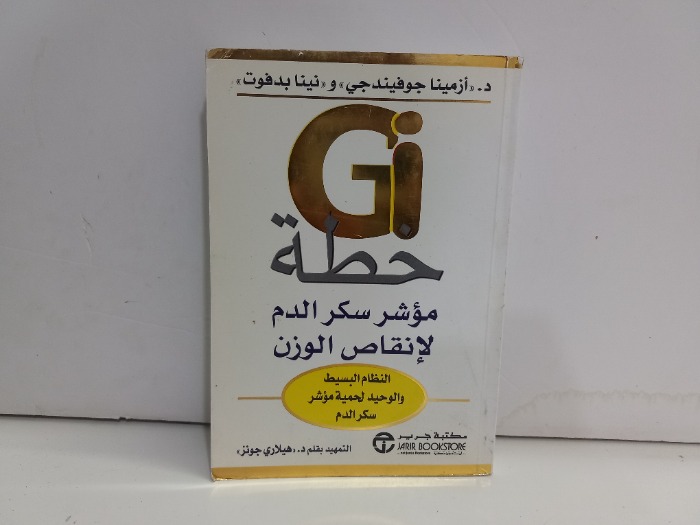 د. «أزمينا جوفيندجي» و «نينا بدفوت»
Gi
خطة
مؤشر سكر الدم
لإنقاص الوزن
النظام البسيط
والوحيد لحمية مؤشر
سكر الدم
مكتبة جرير
JARIR BOOKSTORE
التمهيد بقلم د. «هيلاري جونز»